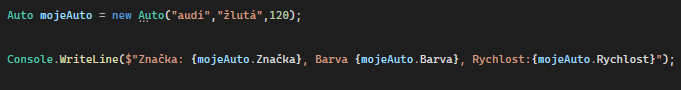 Auto mojeAuto = new Auto("audi","žlutá",120);
Console.WriteLine($"Značka: {mojeAuto.Značka}, Barva {mojeAuto.Barva}, Rychlost:{mojeAuto.Rychlost}");